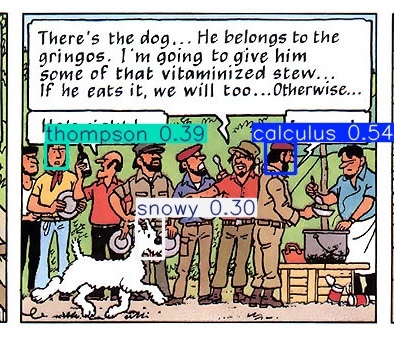 There's the dog... He belongs to the
gringos. I'm going to give him
some of that vitaminized stew...
If he eats it, we will too...Otherwise...
thompson 0.39
calculus 0.54
snowy 0.30